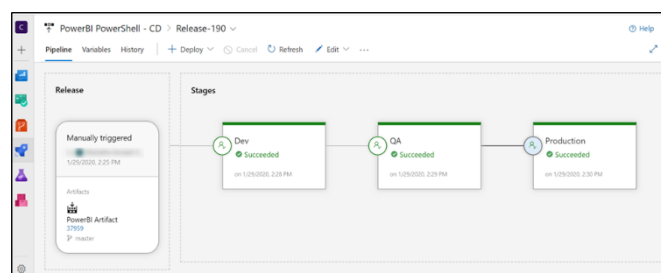 C
PowerBI PowerShell - CD > Release-190
Help
Pipeline Variables History + Deploy Cancel Refresh Edit ...
Release
Stages
Manually triggered
1/29/2020, 2:25 PM
Artifacts
PowerBI Artifact
37959
master
Dev
Succeeded
on 1/29/2020, 2:28 PM
QA
Succeeded
on 1/29/2020, 2:29 PM
Production
Succeeded
on 1/29/2020, 2:30 PM